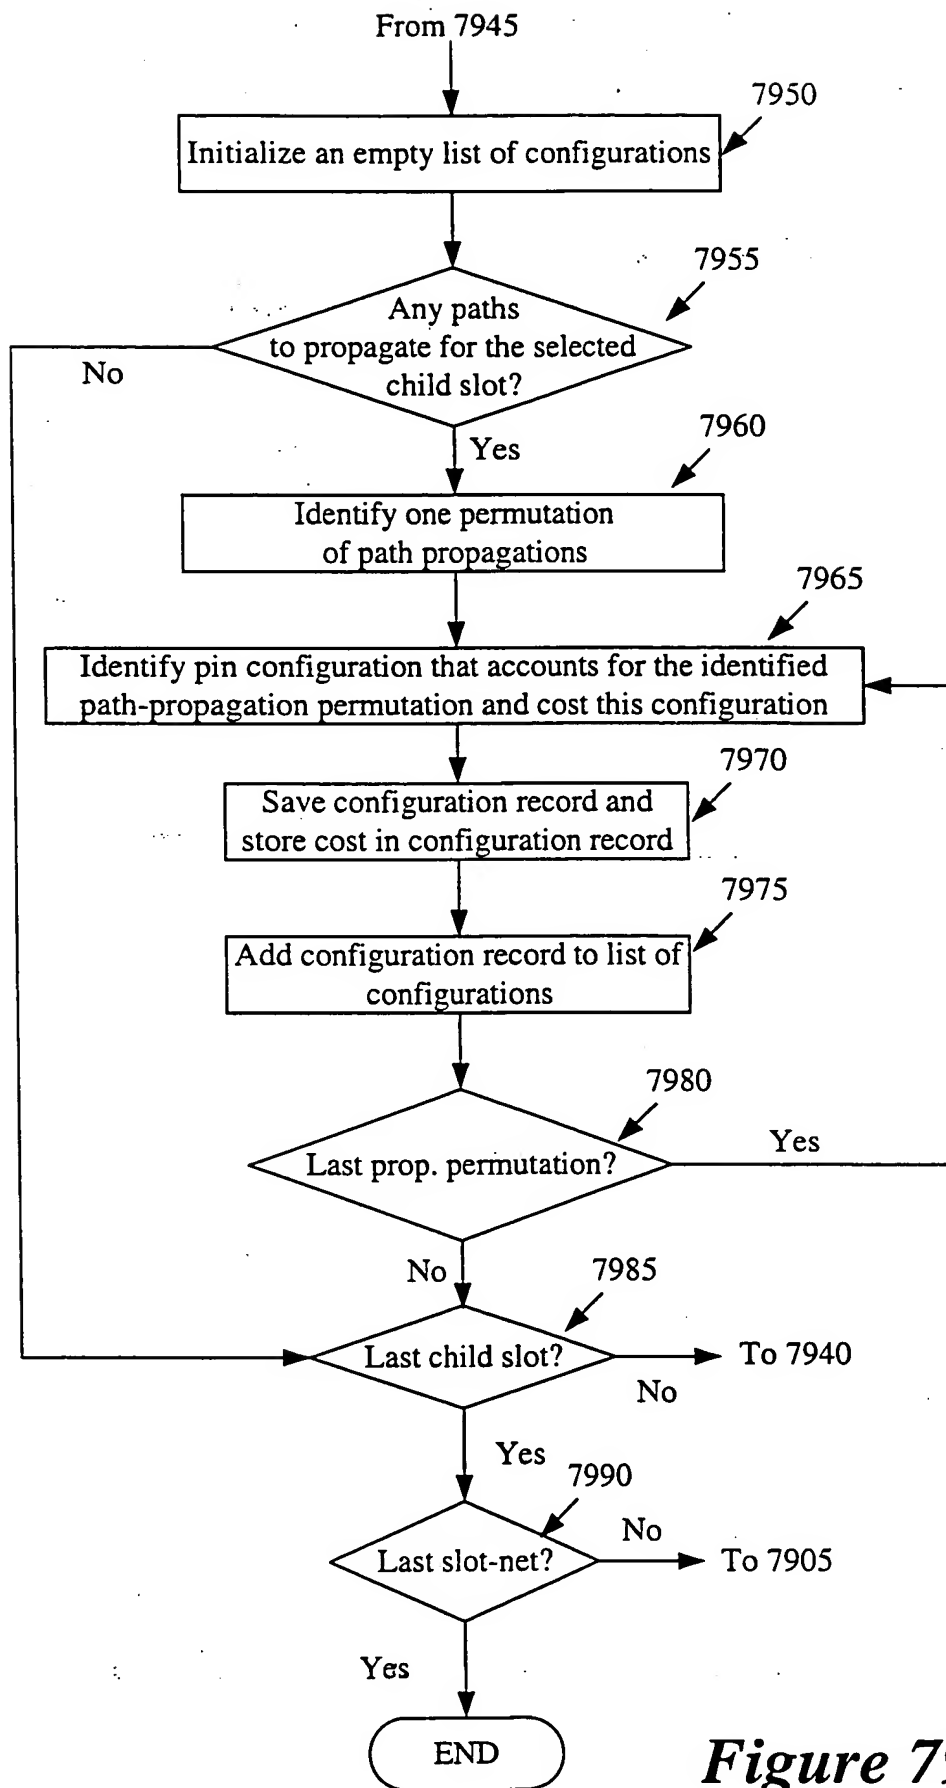 From 7945
7950
Initialize an empty list of configurations
7955
Any paths
to propagate for the selected
child slot?
No
7960
Yes
Identify one permutation
of path propagations
7965
Identify pin configuration that accounts for the identified
path-propagation permutation and cost this configuration
7970
Save configuration record and
store cost in configuration record
7975
Add configuration record to list of
configurations
7980
Last prop. permutation?
Yes
No
7985
Last child slot?
To 7940
No
Yes
7990
Last slot-net?
No
To 7905
Yes
END
Figure